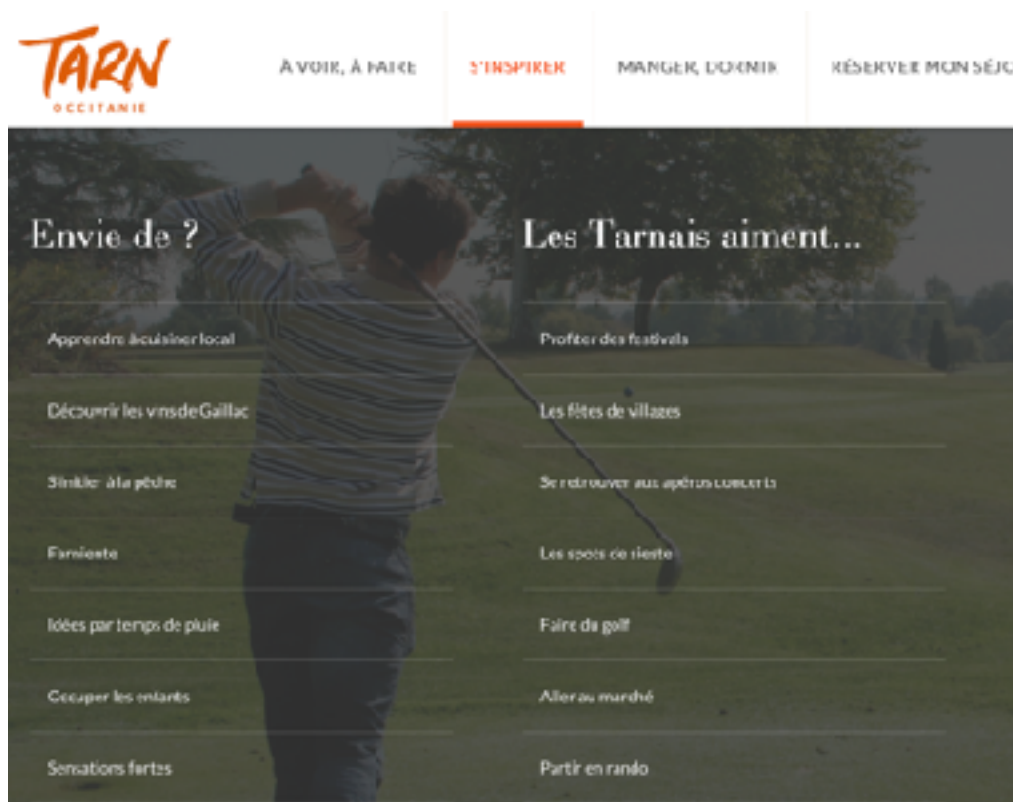 TARN
OCCITANIE
À VOIR, À FAIRE
S'INSPIRER
MANGER, DORMIR
RÉSERVER MON SÉJO
Envie de ?
Apprendre à cuisiner local
Découvrir les vins de Gaillac
S'initier à la pêche
Farniente
Idées par temps de pluie
Occuper les enfants
Sensations fortes
Les Tarnais aiment...
Profiter des festivals
Les fêtes de villages
Se retrouver aux apéros concerts
Les spots de sieste
Faire du golf
Aller au marché
Partir en rando